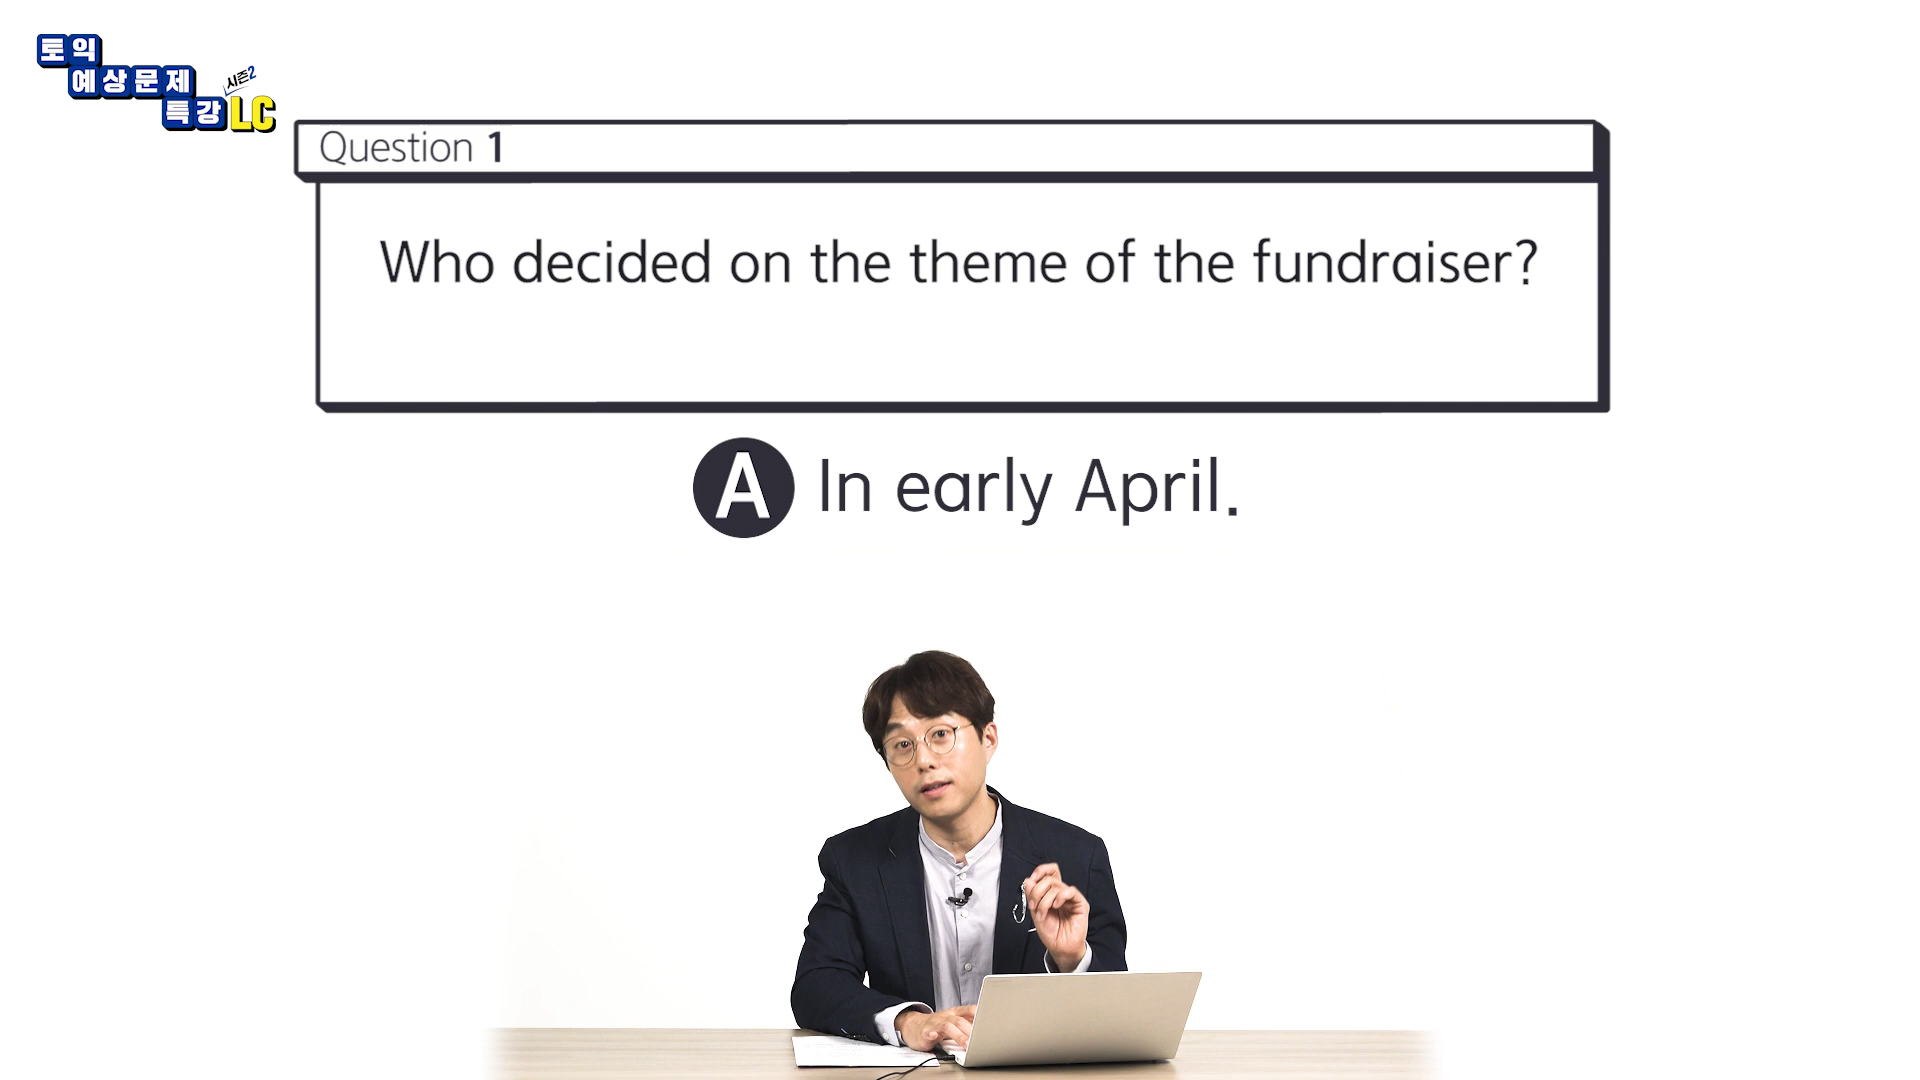 토익
예상문제
시즌2
특강 LC
Question 1
Who decided on the theme of the fundraiser?
A In early April.